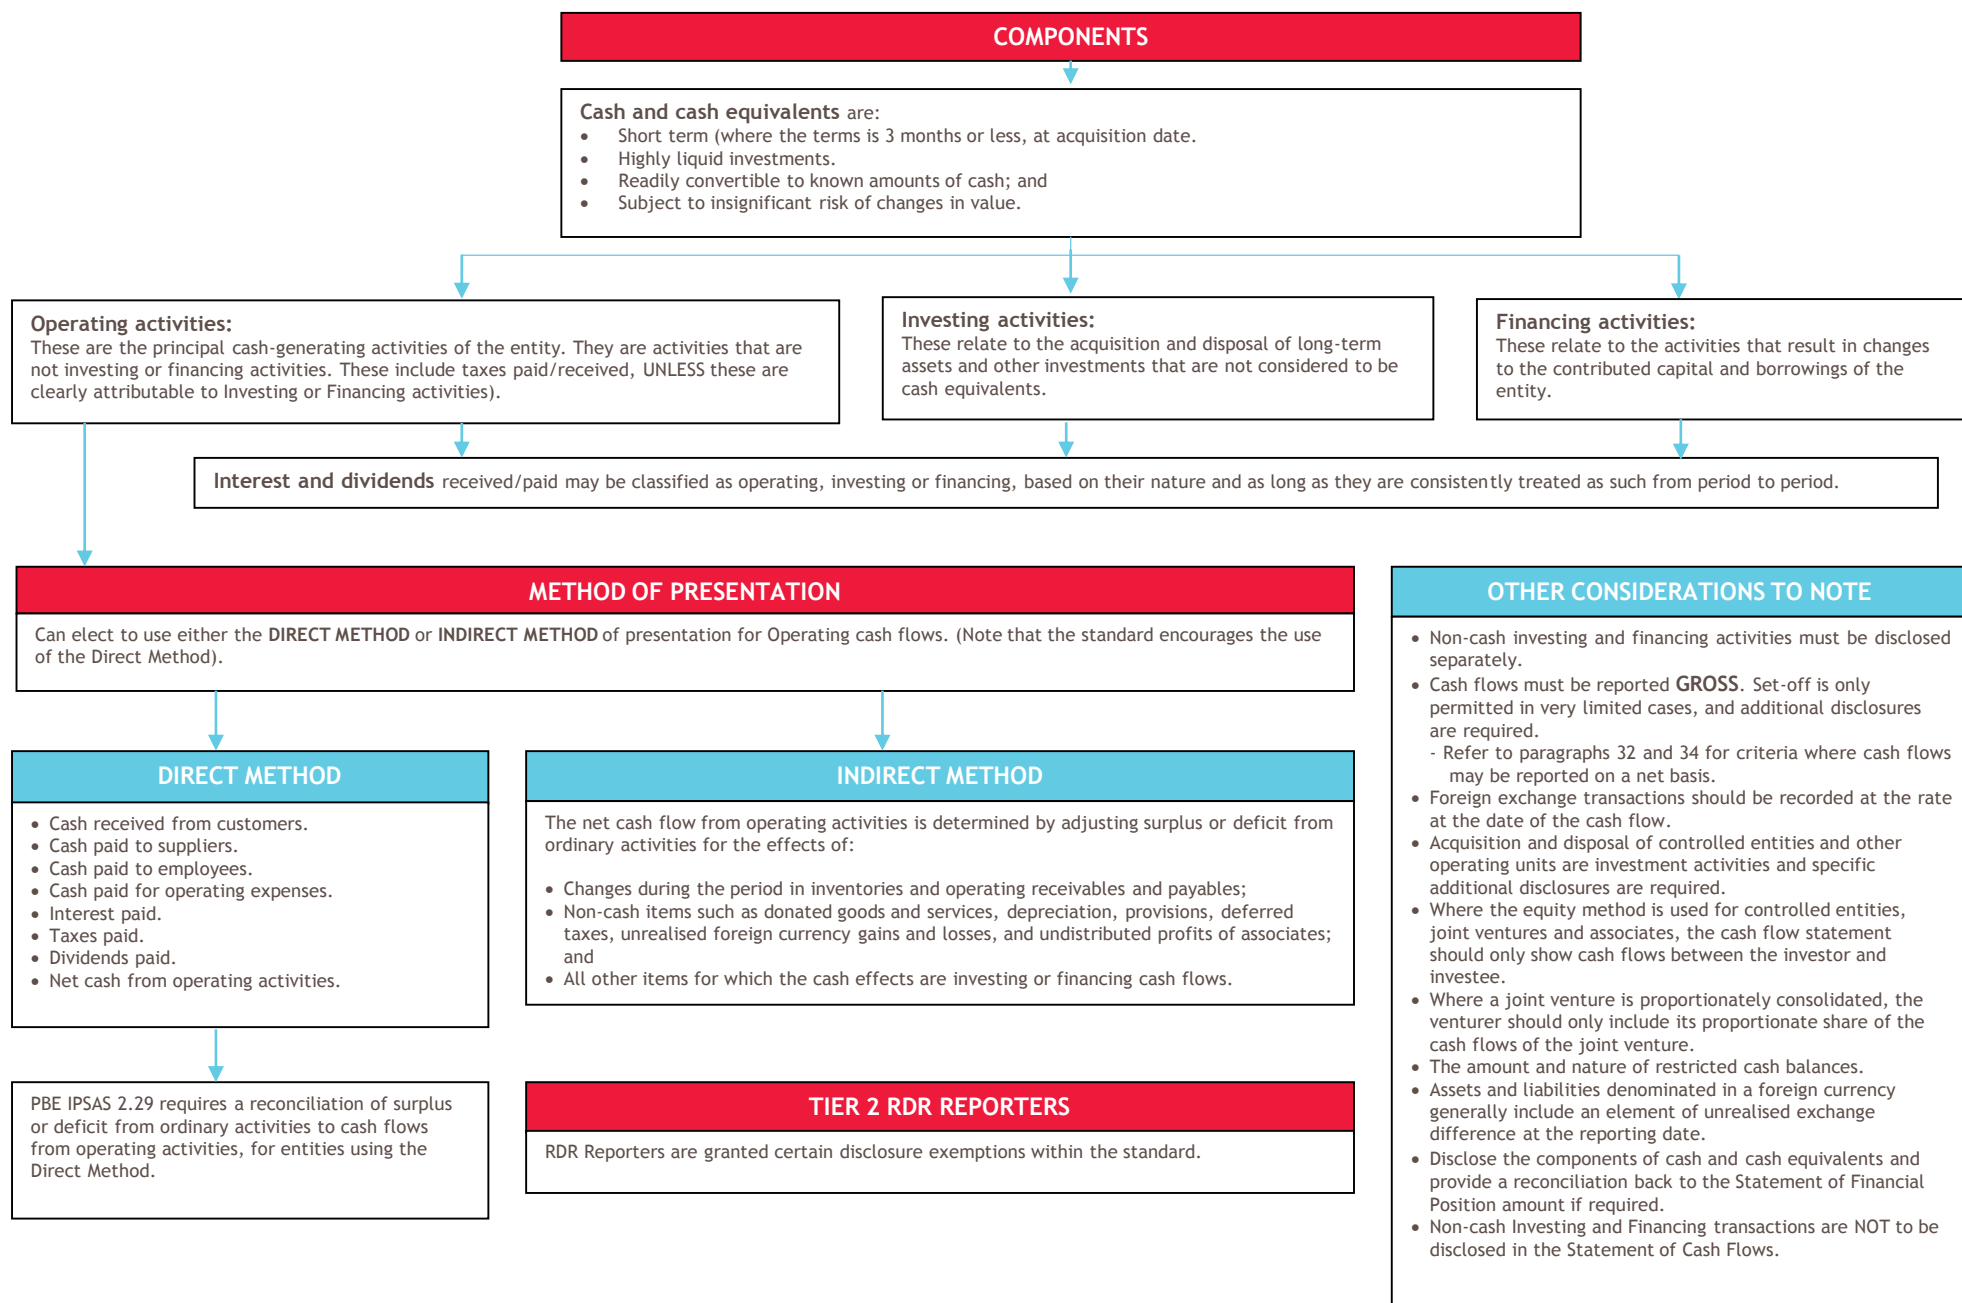 COMPONENTS
Cash and cash equivalents are:
• Short term (where the terms is 3 months or less, at acquisition date.
• Highly liquid investments.
• Readily convertible to known amounts of cash; and
• Subject to insignificant risk of changes in value.
Operating activities:
These are the principal cash-generating activities of the entity. They are activities that are
not investing or financing activities. These include taxes paid/received, UNLESS these are
clearly attributable to Investing or Financing activities).
Investing activities:
These relate to the acquisition and disposal of long-term
assets and other investments that are not considered to be
cash equivalents.
Financing activities:
These relate to the activities that result in changes
to the contributed capital and borrowings of the
entity.
Interest and dividends received/paid may be classified as operating, investing or financing, based on their nature and as long as they are consistently treated as such from period to period.
METHOD OF PRESENTATION
Can elect to use either the DIRECT METHOD or INDIRECT METHOD of presentation for Operating cash flows. (Note that the standard encourages the use
of the Direct Method).
DIRECT METHOD
• Cash received from customers.
• Cash paid to suppliers.
• Cash paid to employees.
• Cash paid for operating expenses.
• Interest paid.
• Taxes paid.
• Dividends paid.
• Net cash from operating activities.
PBE IPSAS 2.29 requires a reconciliation of surplus
or deficit from ordinary activities to cash flows
from operating activities, for entities using the
Direct Method.
INDIRECT METHOD
The net cash flow from operating activities is determined by adjusting surplus or deficit from
ordinary activities for the effects of:
• Changes during the period in inventories and operating receivables and payables;
• Non-cash items such as donated goods and services, depreciation, provisions, deferred
taxes, unrealised foreign currency gains and losses, and undistributed profits of associates;
and
• All other items for which the cash effects are investing or financing cash flows.
TIER 2 RDR REPORTERS
RDR Reporters are granted certain disclosure exemptions within the standard.
OTHER CONSIDERATIONS TO NOTE
• Non-cash investing and financing activities must be disclosed
separately.
• Cash flows must be reported GROSS. Set-off is only
permitted in very limited cases, and additional disclosures
are required.
- Refer to paragraphs 32 and 34 for criteria where cash flows
may be reported on a net basis.
• Foreign exchange transactions should be recorded at the rate
at the date of the cash flow.
• Acquisition and disposal of controlled entities and other
operating units are investment activities and specific
additional disclosures are required.
• Where the equity method is used for controlled entities,
joint ventures and associates, the cash flow statement
should only show cash flows between the investor and
investee.
• Where a joint venture is proportionately consolidated, the
venturer should only include its proportionate share of the
cash flows of the joint venture.
• The amount and nature of restricted cash balances.
• Assets and liabilities denominated in a foreign currency
generally include an element of unrealised exchange
difference at the reporting date.
• Disclose the components of cash and cash equivalents and
provide a reconciliation back to the Statement of Financial
Position amount if required.
• Non-cash Investing and Financing transactions are NOT to be
disclosed in the Statement of Cash Flows.